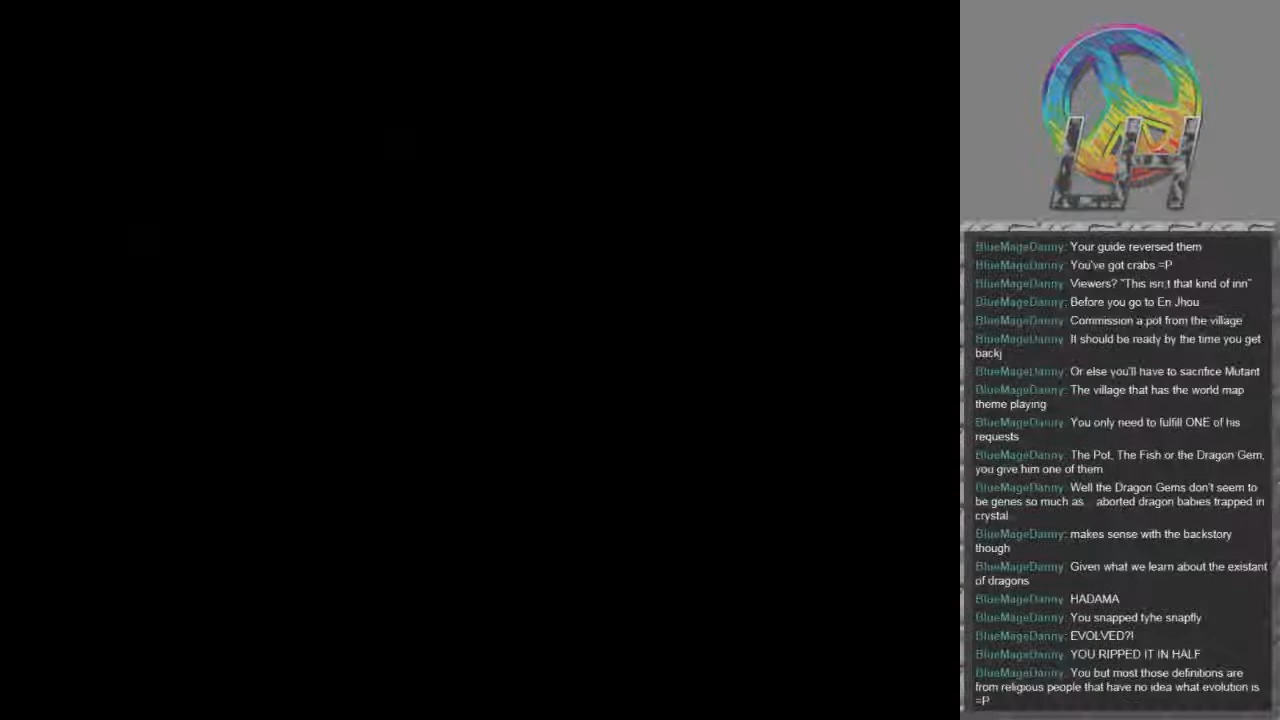 LH
BlueMageDanny: Your guide reversed them
BlueMageDanny: You've got crabs =P
BlueMageDanny: Viewers? "This isn;t that kind of inn"
BlueMageDanny: Before you go to En Jhou
BlueMageDanny: Commission a pot from the village
BlueMageDanny: It should be ready by the time you get
backj
BlueMageDanny: Or else you'll have to sacrifice Mutant
BlueMageDanny: The village that has the world map
theme playing
BlueMageDanny: You only need to fulfill ONE of his
requests
BlueMageDanny: The Pot, The Fish or the Dragon Gem,
you give him one of them
BlueMageDanny: Well the Dragon Gems don't seem to
be genes so much as... aborted dragon babies trapped in
crystal
BlueMageDanny: makes sense with the backstory
though
BlueMageDanny: Given what we learn about the existant
of dragons
BlueMageDanny: HADAMA
BlueMageDanny: You snapped tyhe snapfly
BlueMageDanny: EVOLVED?!
BlueMageDanny: YOU RIPPED IT IN HALF
BlueMageDanny: You but most those definitions are
from religious people that have no idea what evolution is
=P